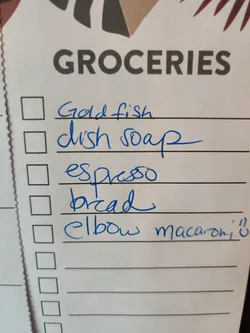 GROCERIES
Goldfish
dish soap
espresso
bread
elbow macaroni